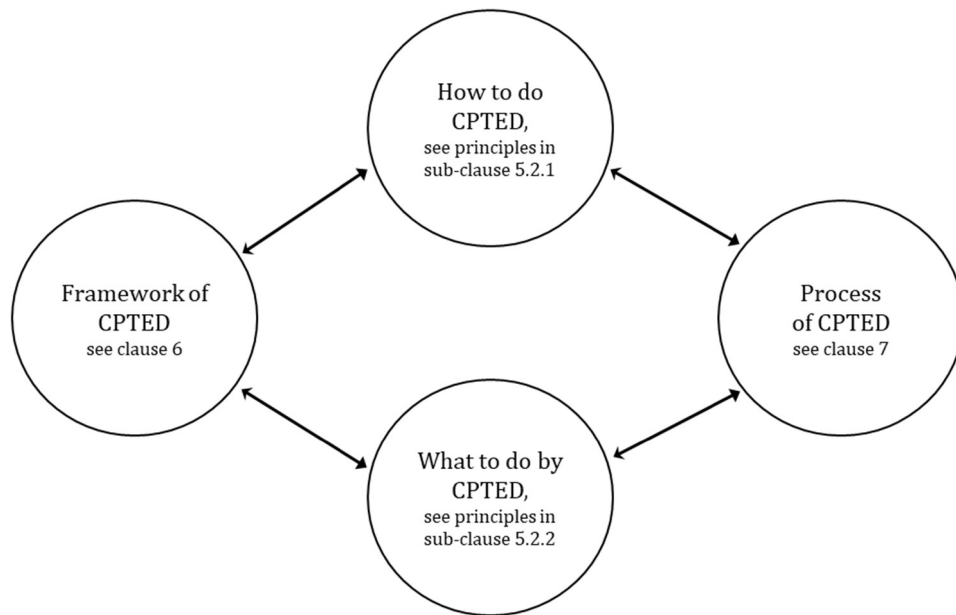 How to do
CPTED,
see principles in
sub-clause 5.2.1
Framework of
CPTED
see clause 6
Process
of CPTED
see clause 7
What to do by
CPTED,
see principles in
sub-clause 5.2.2